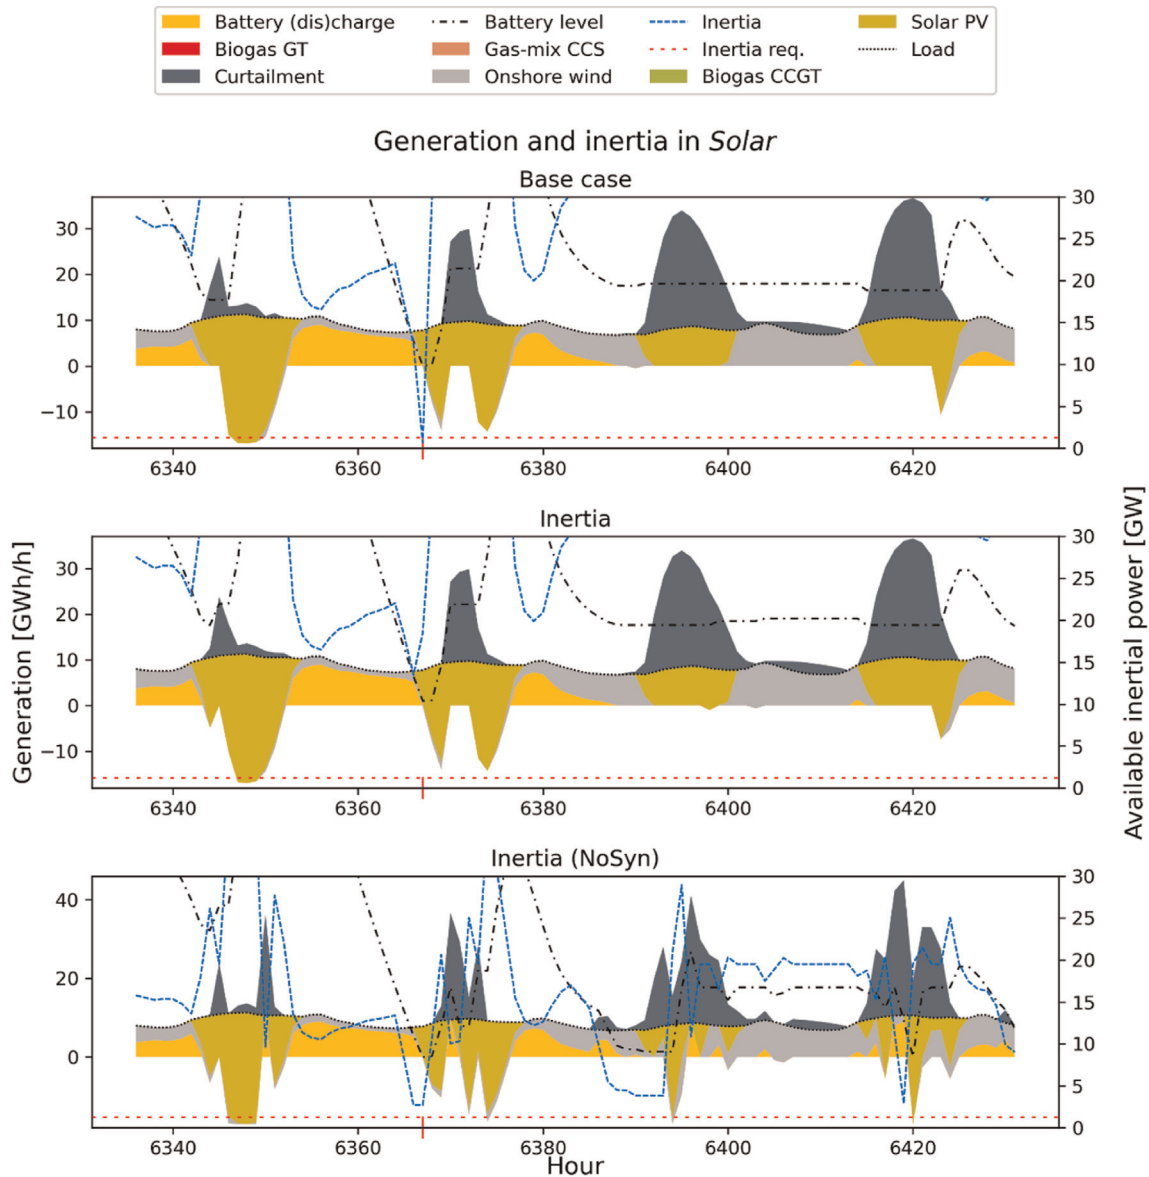 Battery (dis)charge Battery level Inertia Solar PV
Biogas GT Gas-mix CCS Inertia req. Load
Curtailment Onshore wind Biogas CCGT
Generation and inertia in Solar
Base case
30
20
10
0
−10
30
25
20
15
10
5
0
6340 6360 6380 6400 6420
Inertia
30
20
10
0
−10
30
25
20
15
10
5
0
6340 6360 6380 6400 6420
Generation [GWh/h]
Available inertial power [GW]
Inertia (NoSyn)
40
20
0
30
25
20
15
10
5
0
6340 6360 6380 6400 6420
Hour